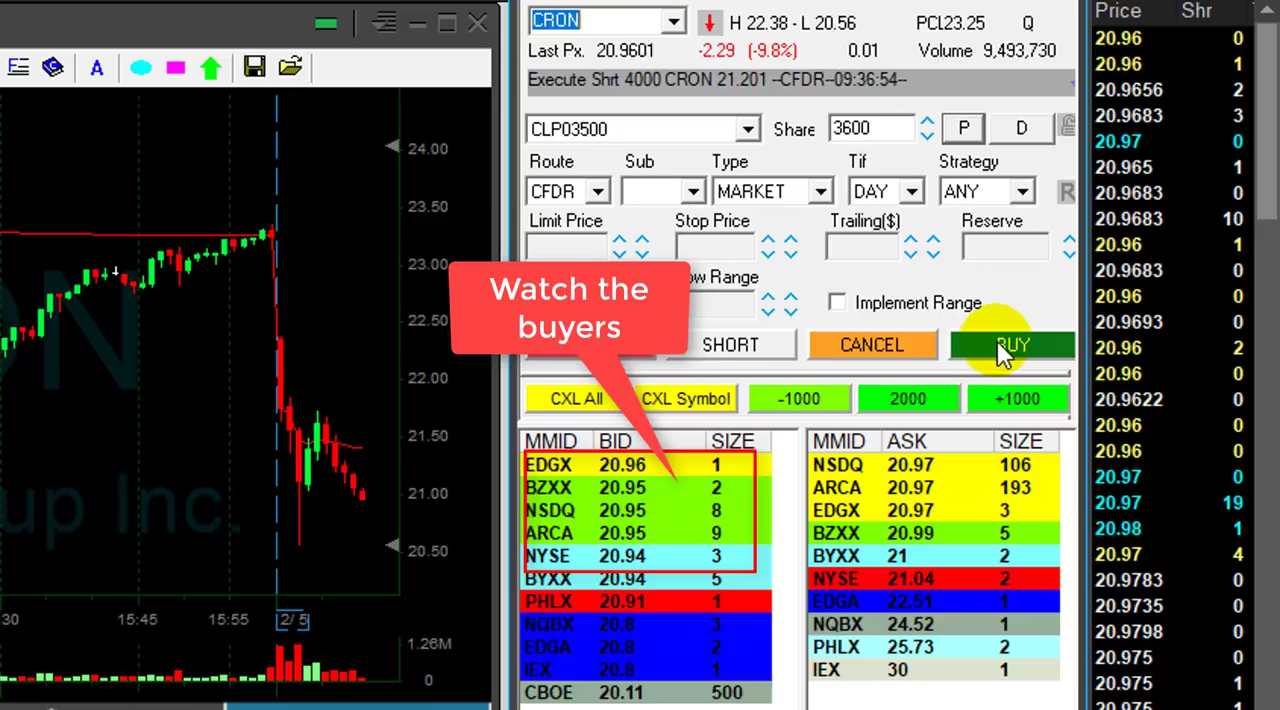 CRON
H 22.38 - L 20.56
PCL23.25
Q
Last Px. 20.9601
-2.29 (-9.8%)
0.01
Volume 9,493,730
Execute Shrt 4000 CRON 21.201 --CFDR--09:36:54--
CLP03500
Share
3600
P
D
Route
Sub
Type
Tif
Strategy
CFDR
MARKET
DAY
ANY
R
Limit Price
Stop Price
Trailing($)
Reserve
Range
Implement Range
Watch the
buyers
SHORT
CANCEL
BUY
CXL All
CXL Symbol
-1000
2000
+1000
MMID BID SIZE
EDGX 20.96 1
BZXX 20.95 2
NSDQ 20.95 8
ARCA 20.95 9
NYSE 20.94 3
BYXX 20.94 5
PHLX 20.91 1
NQBX 20.8 3
EDGA 20.8 2
IEX 20.8 1
CBOE 20.11 500
MMID ASK SIZE
NSDQ 20.97 106
ARCA 20.97 193
EDGX 20.97 3
BZXX 20.99 5
BYXX 21 2
NYSE 21.04 2
EDGA 22.51 1
NQBX 24.52 1
PHLX 25.73 2
IEX 30 1
Price Shr
20.96 0
20.96 1
20.9656 2
20.9683 3
20.97 0
20.965 1
20.9683 0
20.9683 10
20.96 1
20.9683 0
20.96 0
20.9693 0
20.96 2
20.96 0
20.9622 0
20.96 0
20.96 0
20.97 0
20.97 19
20.98 1
20.97 4
20.9783 0
20.9735 0
20.9798 0
20.975 0
20.975 1
20.975 1
A
24.00
23.50
23.00
22.50
22.00
21.50
21.00
20.50
ON
up Inc.
30
15:45
15:55
2/ 5
1.26M
0